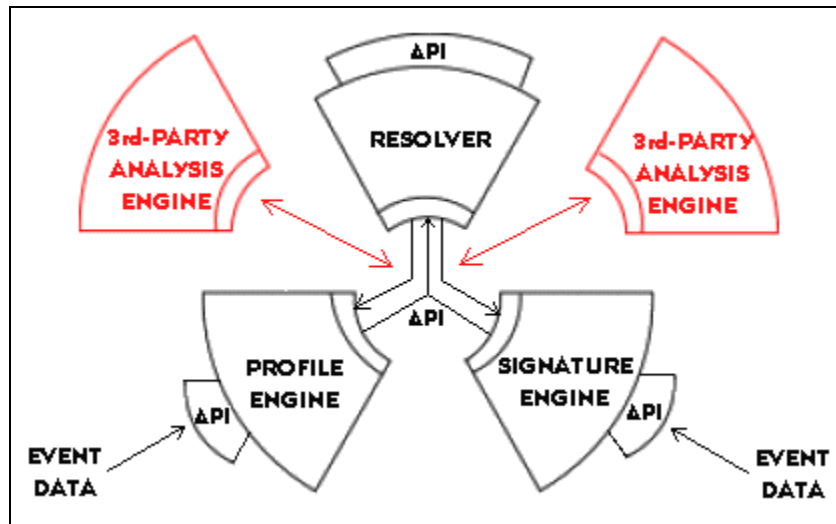 API
RESOLVER
3rd-PARTY
ANALYSIS
ENGINE
3rd-PARTY
ANALYSIS
ENGINE
API
PROFILE
ENGINE
SIGNATURE
ENGINE
API
API
EVENT
DATA
EVENT
DATA